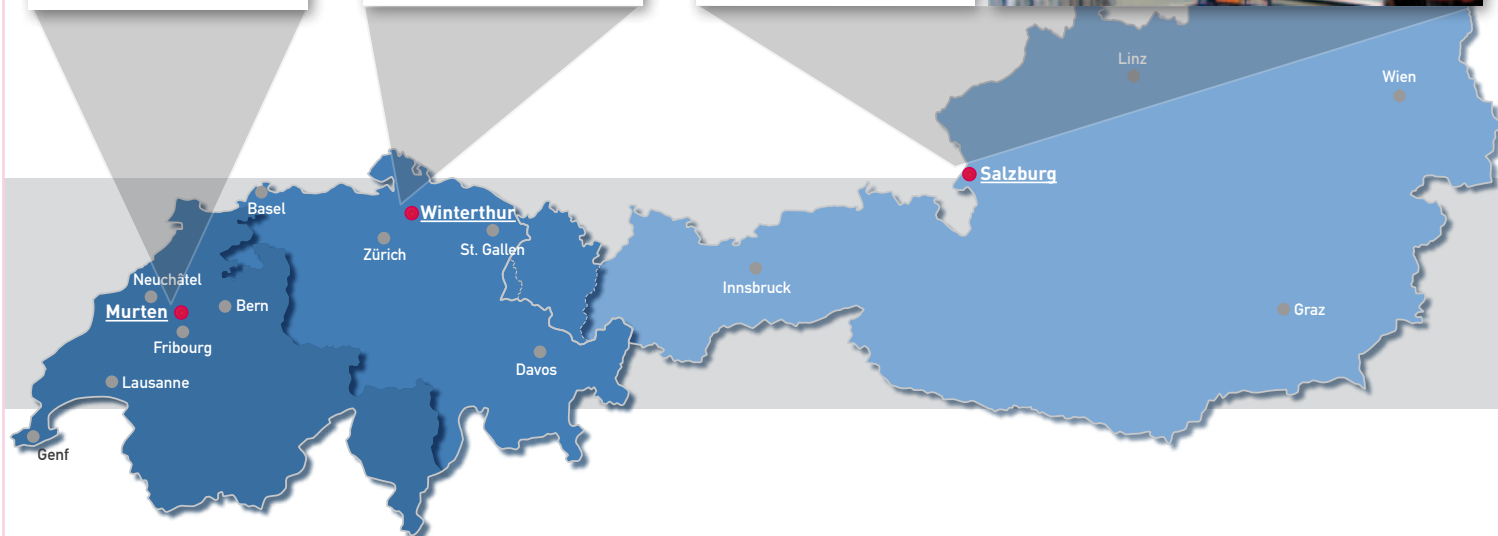 Linz
Wien
Salzburg
Basel
Winterthur
Zürich
St. Gallen
Neuchâtel
Innsbruck
Murten
Bern
Graz
Fribourg
Davos
Lausanne
Genf